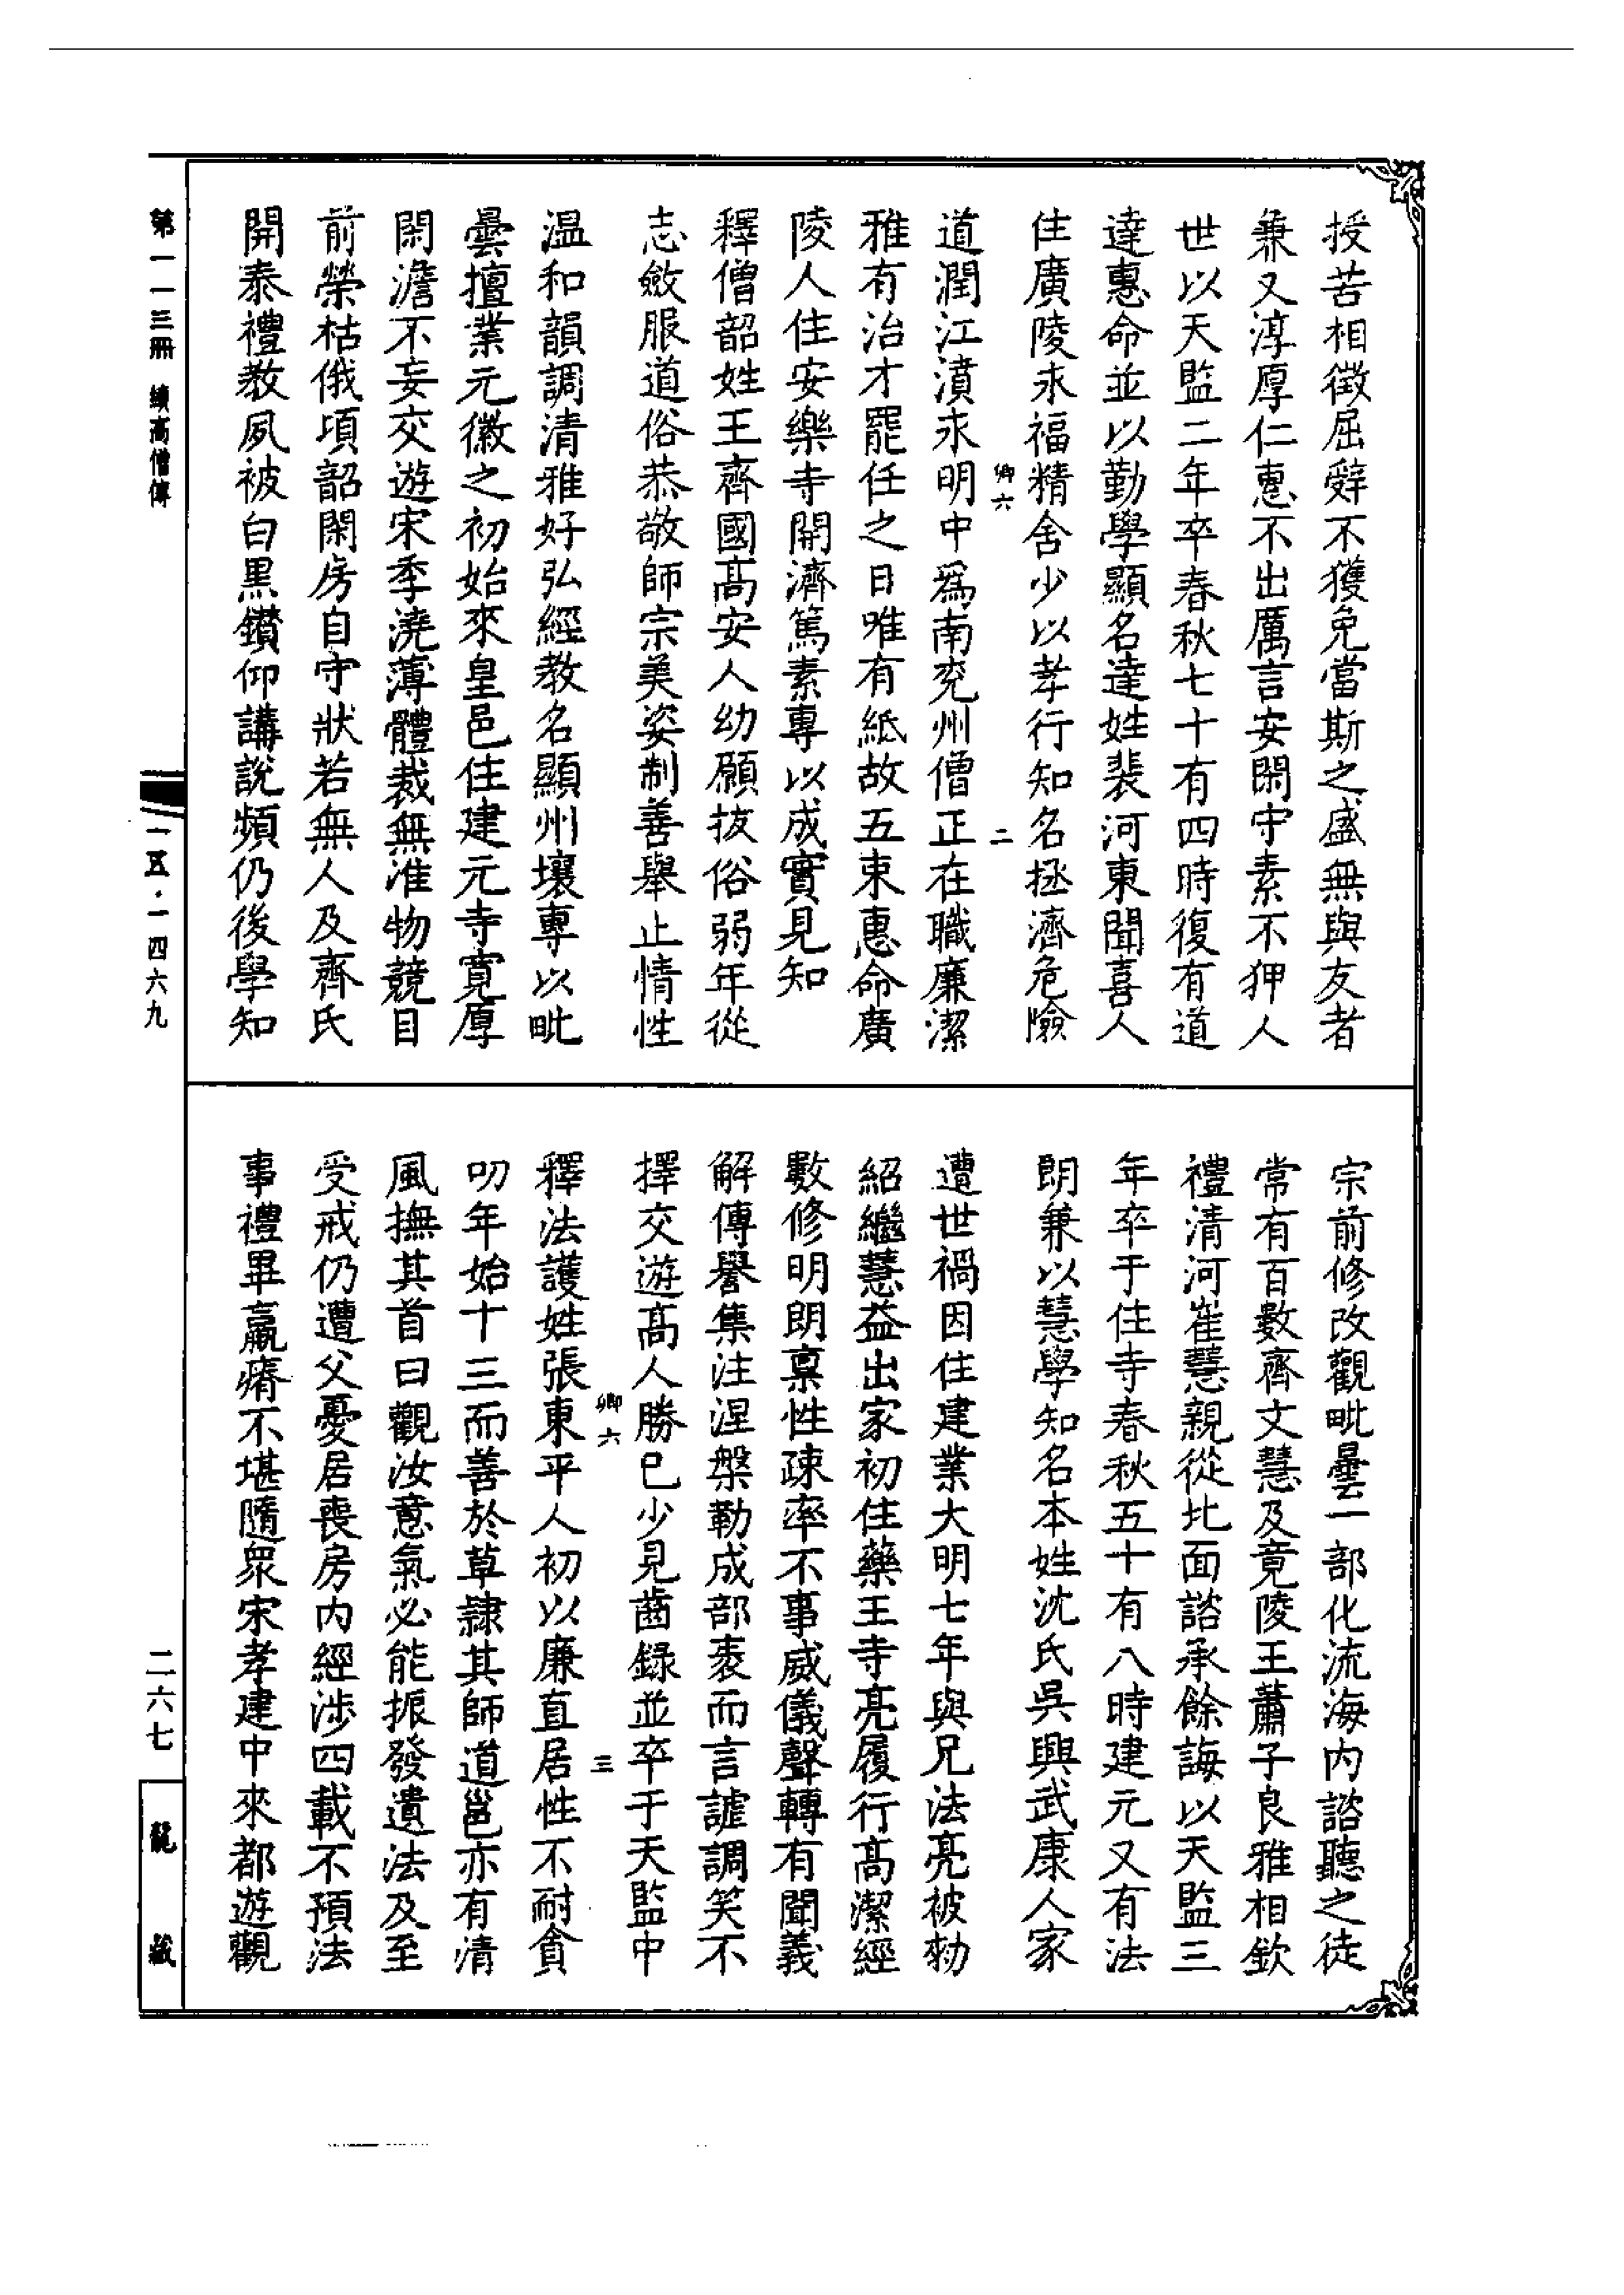 授苦相徵屈辭不獲免當斯之盛無與友者
兼又淳厚仁惠不出厲言安閑守素不狎人
世以天監二年卒春秋七十有四時復有道
達惠命並以勤學顯名達姓裴河東聞喜人
住廣陵永福精舍少以孝行知名拯濟危險
卿六 二
道潤江濆永明中爲南兖州僧正在職廉潔
雅有治才罷任之日唯有紙故五束惠命廣
陵人住安樂寺開濟篤素專以成實見知
釋僧韶姓王齊國高安人幼願拔俗弱年從
志斂服道俗恭敬師宗美姿制善舉止情性
温和韻調清雅好弘經教名顯州壤專以毗
曇擅業元徽之初始來皇邑住建元寺寛厚
閑澹不妄交遊宋季澆薄體裁無准物競目
前榮枯俄頃韶閑房自守狀若無人及齊氏
開泰禮教夙被白黒鑽仰講說頻仍後學知
宗前修改觀毗曇一部化流海内諮聽之徒
常有百數齊文慧及竟陵王蕭子良雅相欽
禮清河崔慧親從北面諮承餘誨以天監三
年卒于住寺春秋五十有八時建元又有法
朗兼以慧學知名本姓沈氏吳興武康人家
遭世禍因住建業大明七年與兄法亮被勑
紹繼慧益出家初住藥王寺亮履行高潔經
數修明朗稟性疎率不事威儀聲轉有聞義
解傳譽集注涅槃勒成部袠而言謔調笑不
擇交遊高人勝已少見齒錄並卒于天監中
卿六 三
釋法護姓張東平人初以廉直居性不耐貪
叨年始十三而善於草隷其師道邕亦有清
風撫其首曰觀汝意氣必能振發遺法及至
受戒仍遭父憂居喪房内經涉四載不預法
事禮畢羸瘠不堪隨衆宋孝建中來都遊觀
第一一三冊 續高僧傳
一五·一四六九
二六七
龍藏